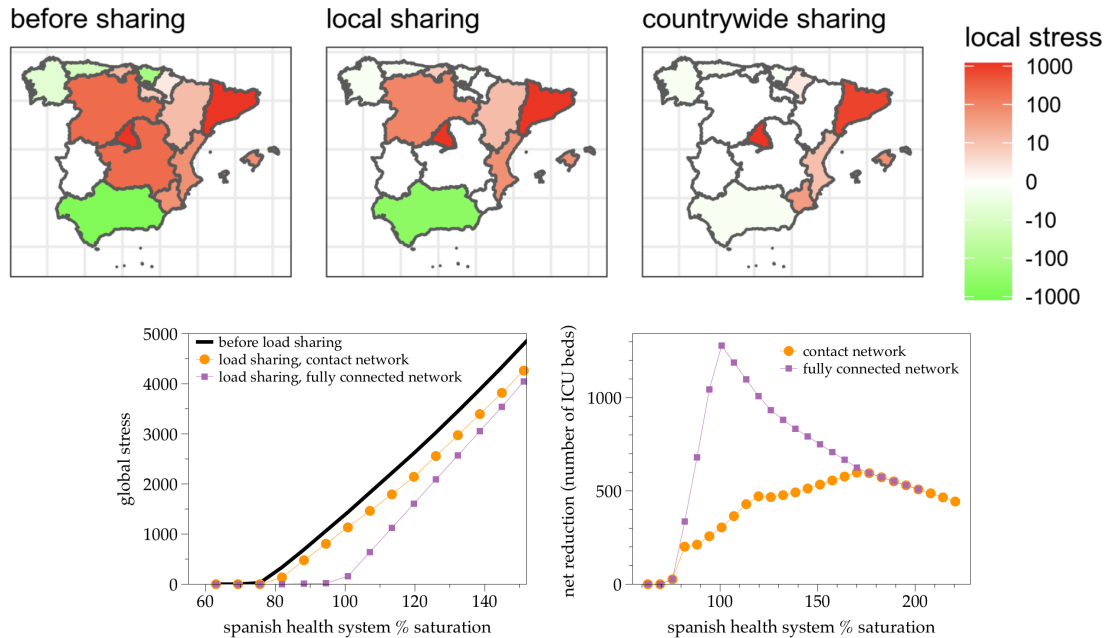 before sharing
local sharing
countrywide sharing
local stress
1000
100
10
0
-10
-100
-1000
5000
4000
3000
2000
1000
0
global stress
before load sharing
load sharing, contact network
load sharing, fully connected network
60
80
100
120
140
spanish health system % saturation
net reduction (number of ICU beds)
1000
500
0
contact network
fully connected network
100
150
200
spanish health system % saturation